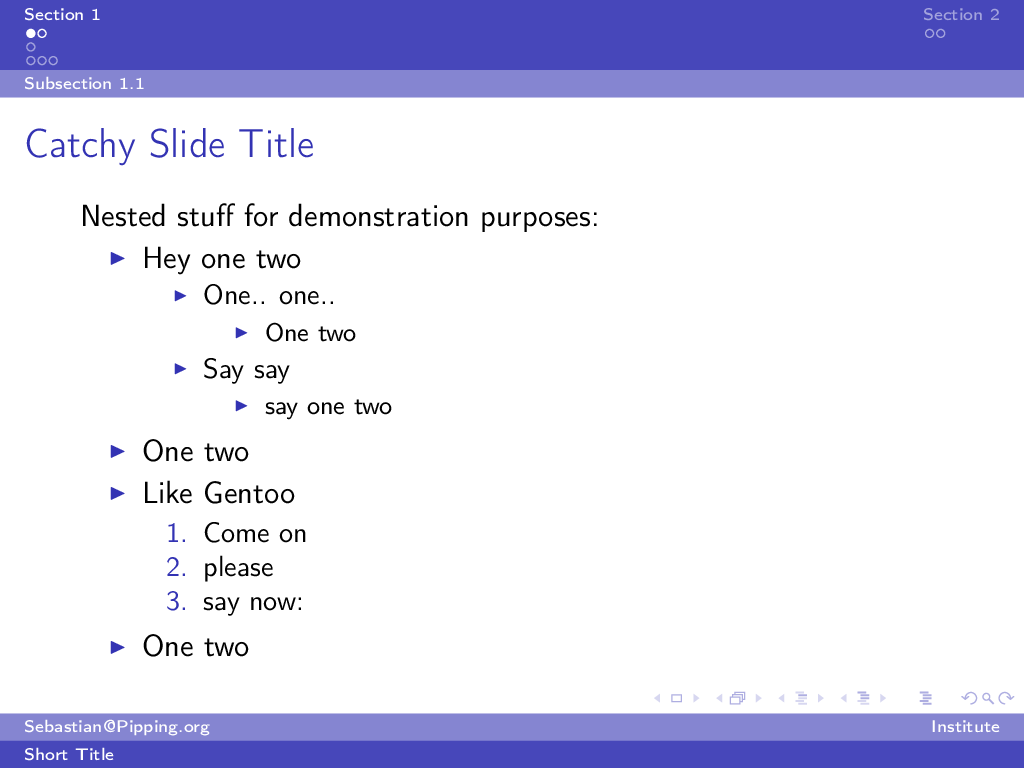 Section 1
Section 2
Subsection 1.1
Catchy Slide Title
Nested stuff for demonstration purposes:
Hey one two
One.. one..
One two
Say say
say one two
One two
Like Gentoo
1. Come on
2. please
3. say now:
One two
Sebastian@Pipping.org
Institute
Short Title